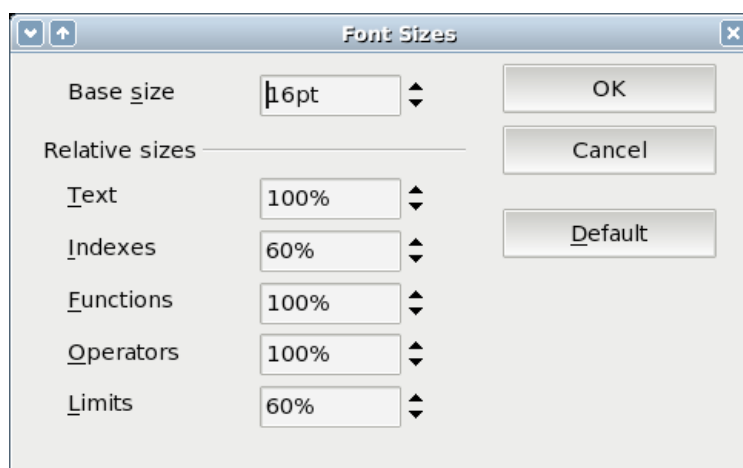 Font Sizes
Base size 16pt OK
Relative sizes Cancel
Text 100%
Default
Indexes 60%
Functions 100%
Operators 100%
Limits 60%